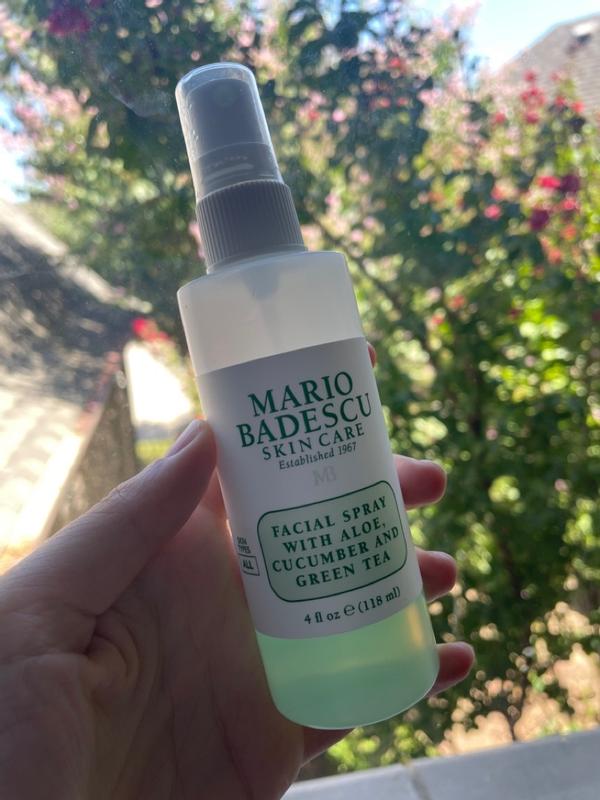 MARIO
BADESCU
SKIN CARE
Established 1967
MB
SKIN
TYPES
ALL
FACIAL SPRAY
WITH ALOE,
CUCUMBER AND
GREEN TEA
4 fl oz ℮ (118 ml)